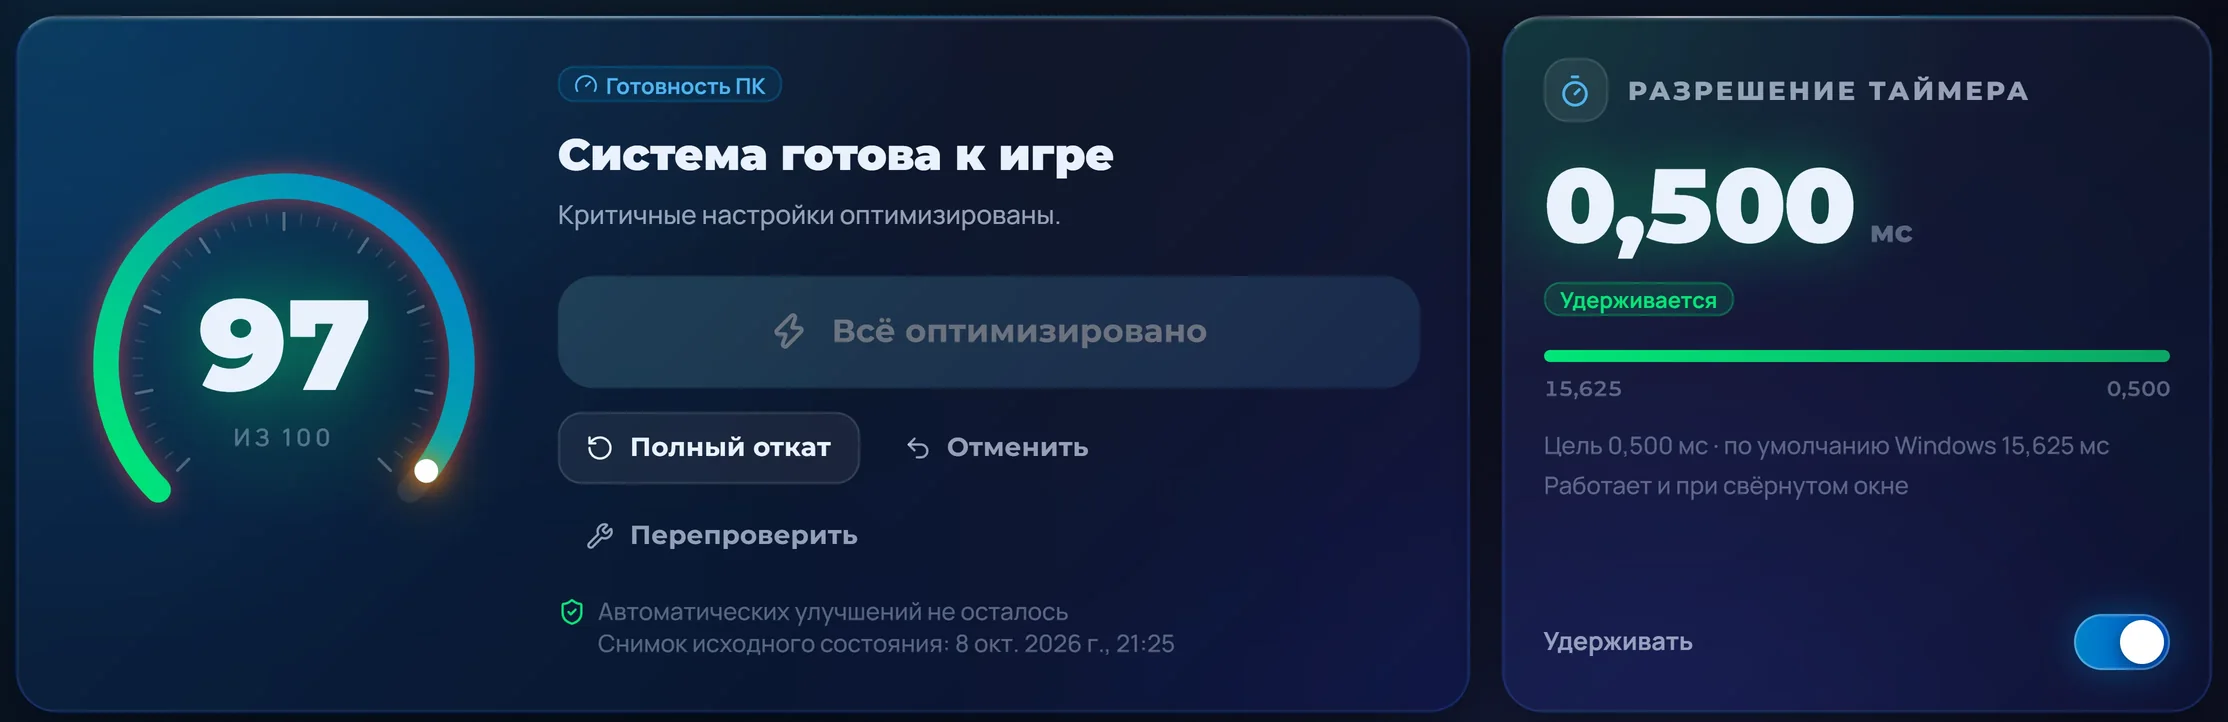 Готовность ПК
Система готова к игре
Критичные настройки оптимизированы.
97
ИЗ 100
Всё оптимизировано
Полный откат
Отменить
Перепроверить
Автоматических улучшений не осталось
Снимок исходного состояния: 8 окт. 2026 г., 21:25
РАЗРЕШЕНИЕ ТАЙМЕРА
0,500 мс
Удерживается
15,625
0,500
Цель 0,500 мс · по умолчанию Windows 15,625 мс
Работает и при свёрнутом окне
Удерживать